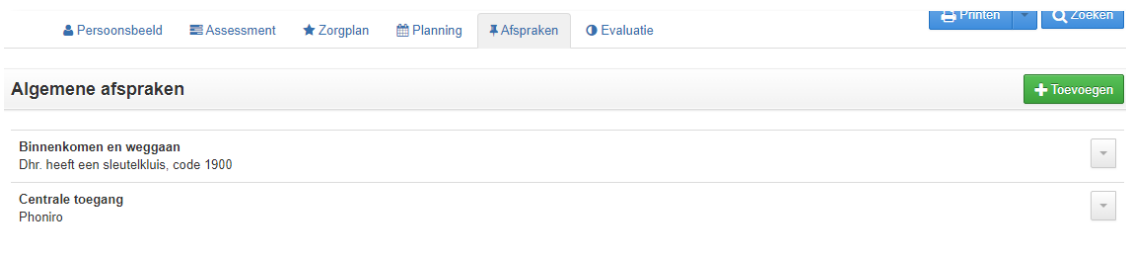 Printen Zoeken
Persoonsbeeld Assessment Zorgplan Planning Afspraken Evaluatie
Algemene afspraken Toevoegen
Binnenkomen en weggaan
Dhr. heeft een sleutelkluis, code 1900
Centrale toegang
Phoniro